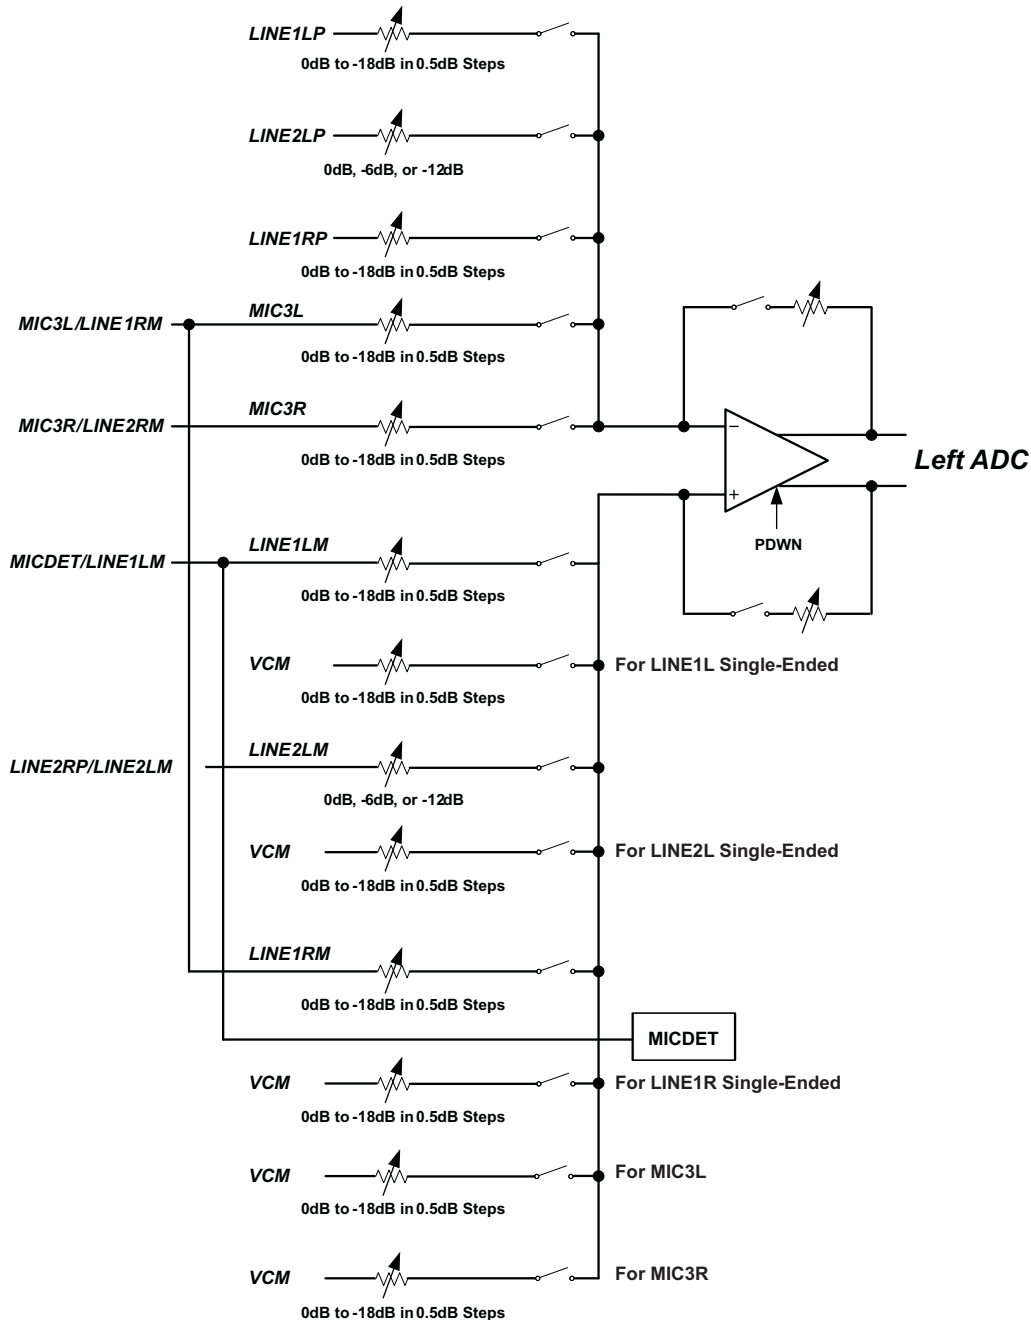 LINE1LP
0dB to -18dB in 0.5dB Steps
LINE2LP
0dB, -6dB, or -12dB
LINE1RP
0dB to -18dB in 0.5dB Steps
MIC3L/LINE1RM
MIC3L
0dB to -18dB in 0.5dB Steps
MIC3R/LINE2RM
MIC3R
0dB to -18dB in 0.5dB Steps
−
+
Left ADC
PDWN
MICDET/LINE1LM
LINE1LM
0dB to -18dB in 0.5dB Steps
VCM
For LINE1L Single-Ended
0dB to -18dB in 0.5dB Steps
LINE2RP/LINE2LM
LINE2LM
0dB, -6dB, or -12dB
VCM
For LINE2L Single-Ended
0dB to -18dB in 0.5dB Steps
LINE1RM
0dB to -18dB in 0.5dB Steps
MICDET
VCM
For LINE1R Single-Ended
0dB to -18dB in 0.5dB Steps
VCM
For MIC3L
0dB to -18dB in 0.5dB Steps
VCM
For MIC3R
0dB to -18dB in 0.5dB Steps